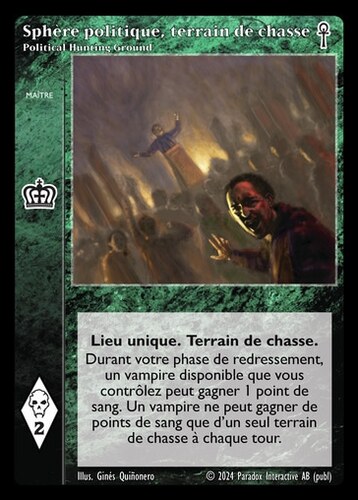 Sphère politique, terrain de chasse
Political Hunting Ground
MAÎTRE
Lieu unique. Terrain de chasse.
Durant votre phase de redressement,
un vampire disponible que vous
contrôlez peut gagner 1 point de
sang. Un vampire ne peut gagner de
points de sang que d'un seul terrain
de chasse à chaque tour.
2
Illus. Ginés Quiñonero
© 2024 Paradox Interactive AB (publ)